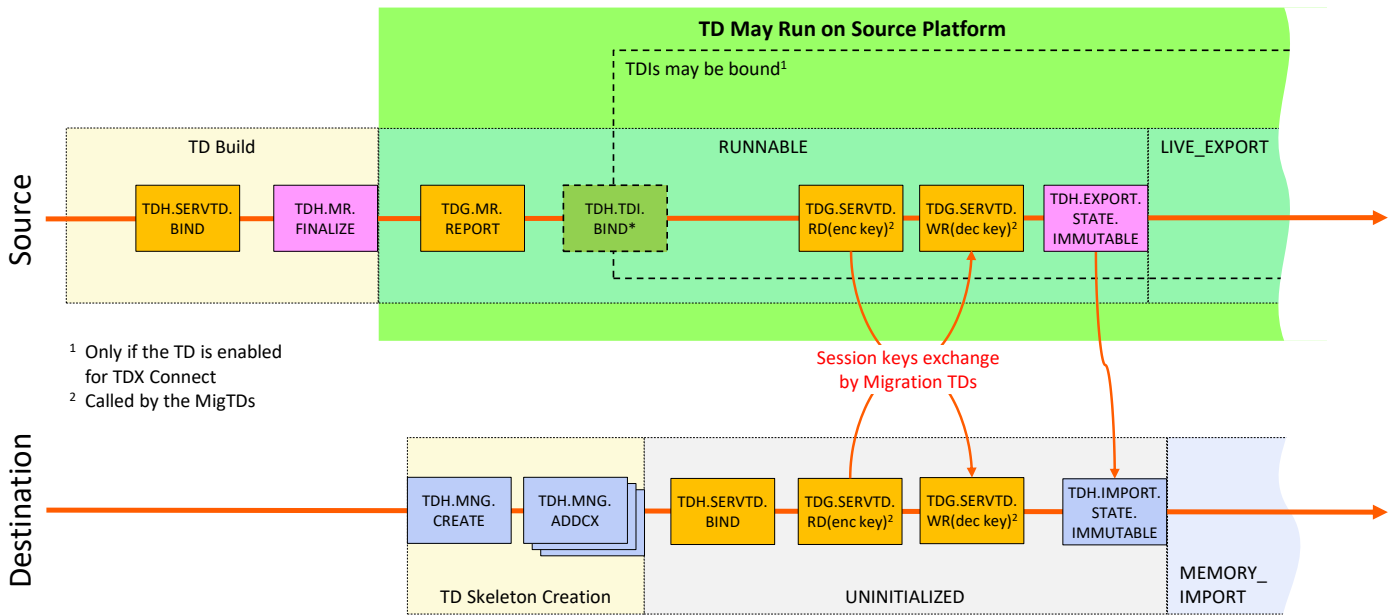 TD May Run on Source Platform
TDIs may be bound¹
TD Build
RUNNABLE
LIVE_EXPORT
Source
TDH.SERVTD.
BIND
TDH.MR.
FINALIZE
TDG.MR.
REPORT
TDH.TDI.
BIND*
TDG.SERVTD.
RD(enc key)²
TDG.SERVTD.
WR(dec key)²
TDH.EXPORT.
STATE.
IMMUTABLE
¹ Only if the TD is enabled
for TDX Connect
² Called by the MigTDs
Session keys exchange
by Migration TDs
Destination
TDH.MNG.
CREATE
TDH.MNG.
ADDCX
TDH.SERVTD.
BIND
TDG.SERVTD.
RD(enc key)²
TDG.SERVTD.
WR(dec key)²
TDH.IMPORT.
STATE.
IMMUTABLE
TD Skeleton Creation
UNINITIALIZED
MEMORY_
IMPORT